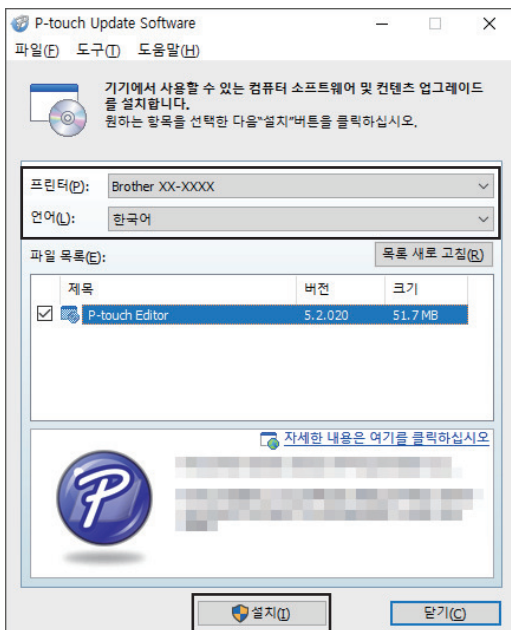 P-touch Update Software
파일(F) 도구(T) 도움말(H)
기기에서 사용할 수 있는 컴퓨터 소프트웨어 및 컨텐츠 업그레이드
를 설치합니다.
원하는 항목을 선택한 다음"설치"버튼을 클릭하십시오.
프린터(P): Brother XX-XXXX
언어(L): 한국어
파일 목록(E): 목록 새로 고침(R)
제목 버전 크기
P-touch Editor 5.2.020 51.7 MB
자세한 내용은 여기를 클릭하십시오
설치(I) 닫기(C)